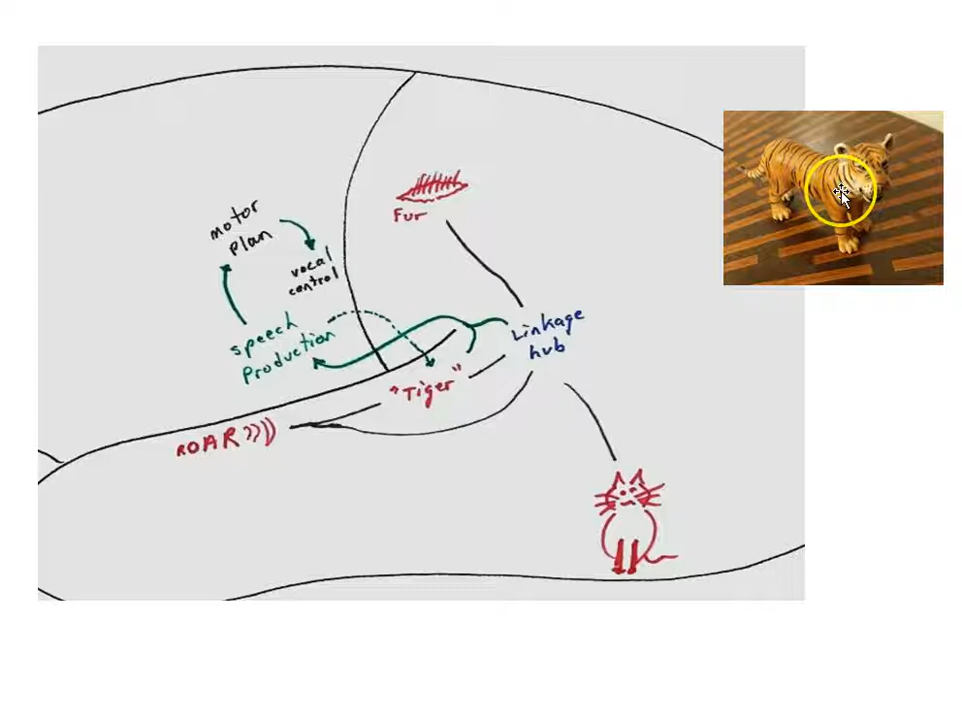 motor
plan
vocal
control
Fur
speech
Production
Linkage
hub
"Tiger"
ROAR )))